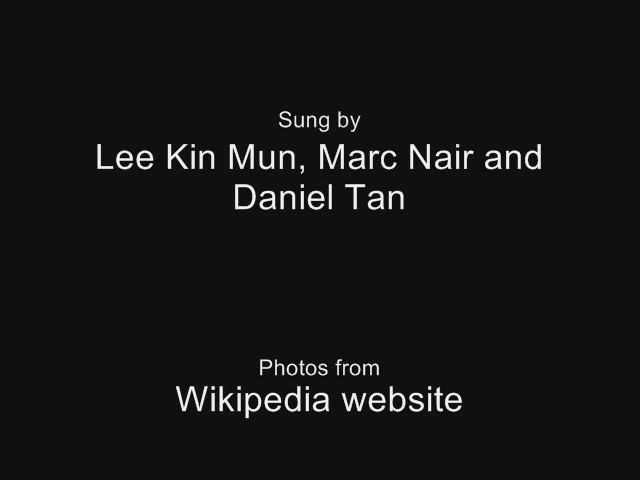 Sung by
Lee Kin Mun, Marc Nair and
Daniel Tan
Photos from
Wikipedia website